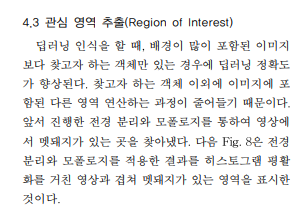 4.3 관심 영역 추출(Region of Interest)
딥러닝 인식을 할 때, 배경이 많이 포함된 이미지
보다 찾고자 하는 객체만 있는 경우에 딥러닝 정확도
가 향상된다. 찾고자 하는 객체 이외에 이미지에 포
함된 다른 영역 연산하는 과정이 줄어들기 때문이다.
앞서 진행한 전경 분리와 모폴로지를 통하여 영상에
서 멧돼지가 있는 곳을 찾아냈다. 다음 Fig. 8은 전경
분리와 모폴로지를 적용한 결과를 히스토그램 평활
화를 거친 영상과 겹쳐 멧돼지가 있는 영역을 표시한
것이다.